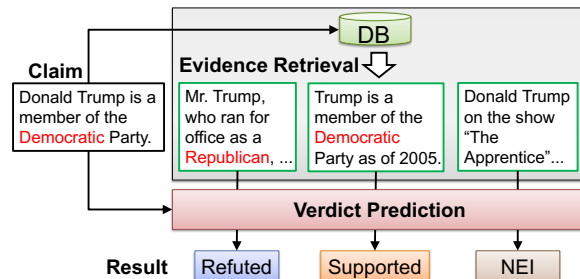 DB
Claim
Evidence Retrieval
Donald Trump is a
member of the
Democratic Party.
Mr. Trump,
who ran for
office as a
Republican, ...
Trump is a
member of the
Democratic
Party as of 2005.
Donald Trump
on the show
“The
Apprentice”...
Verdict Prediction
Result
Refuted
Supported
NEI